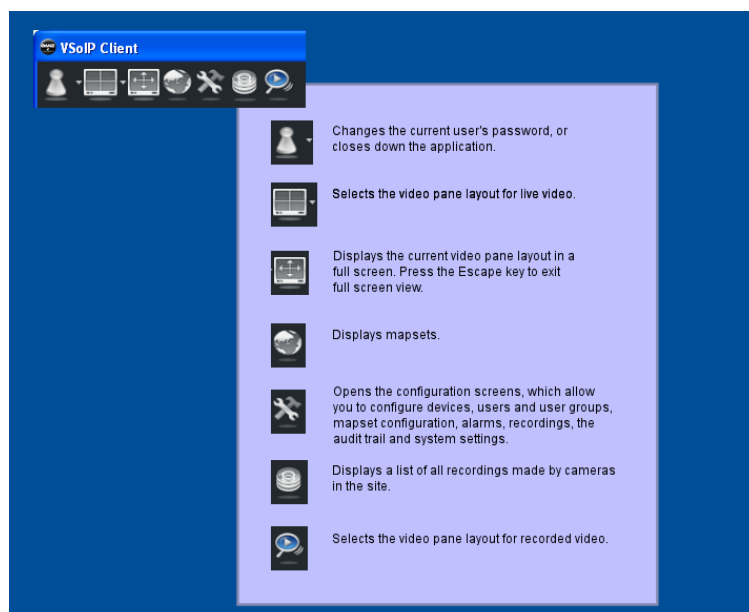 VSoIP Client
Changes the current user's password, or
closes down the application.
Selects the video pane layout for live video.
Displays the current video pane layout in a
full screen. Press the Escape key to exit
full screen view.
Displays mapsets.
Opens the configuration screens, which allow
you to configure devices, users and user groups,
mapset configuration, alarms, recordings, the
audit trail and system settings.
Displays a list of all recordings made by cameras
in the site.
Selects the video pane layout for recorded video.